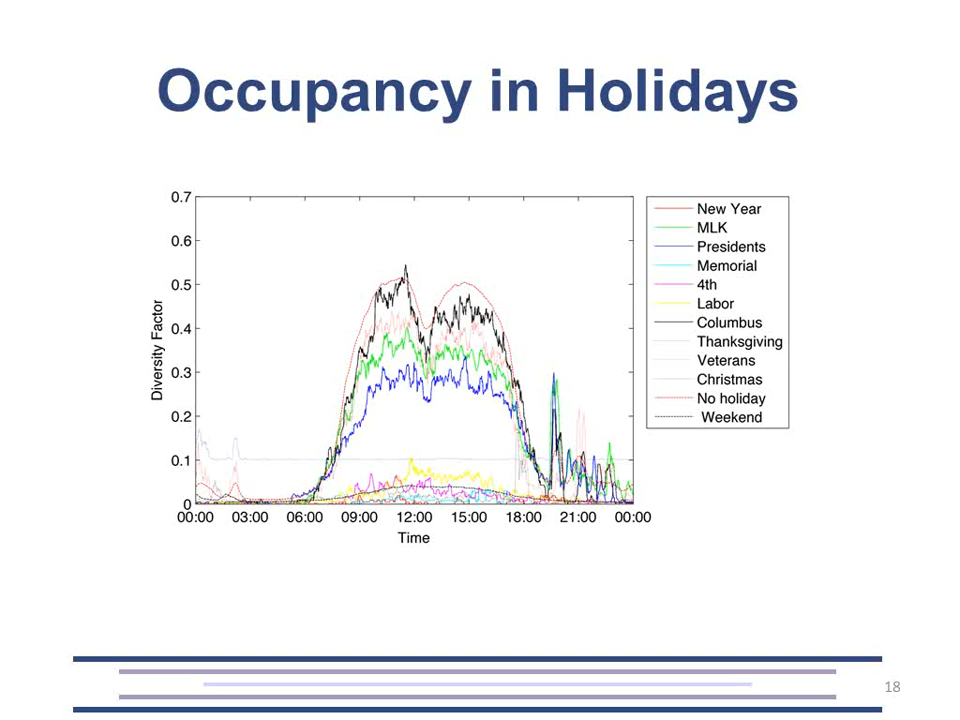 Occupancy in Holidays
0.7
0.6
0.5
0.4
0.3
0.2
0.1
0
Diversity Factor
00:00 03:00 06:00 09:00 12:00 15:00 18:00 21:00 00:00
Time
New Year
MLK
Presidents
Memorial
4th
Labor
Columbus
Thanksgiving
Veterans
Christmas
No holiday
Weekend
18